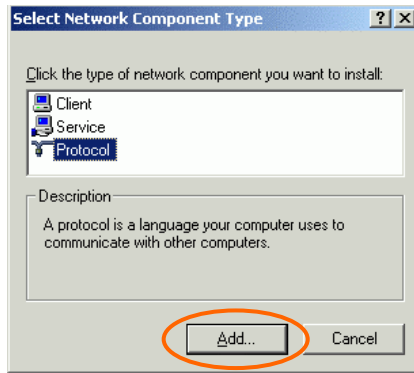 Select Network Component Type
Click the type of network component you want to install:
Client
Service
Protocol
Description
A protocol is a language your computer uses to
communicate with other computers.
Add... Cancel